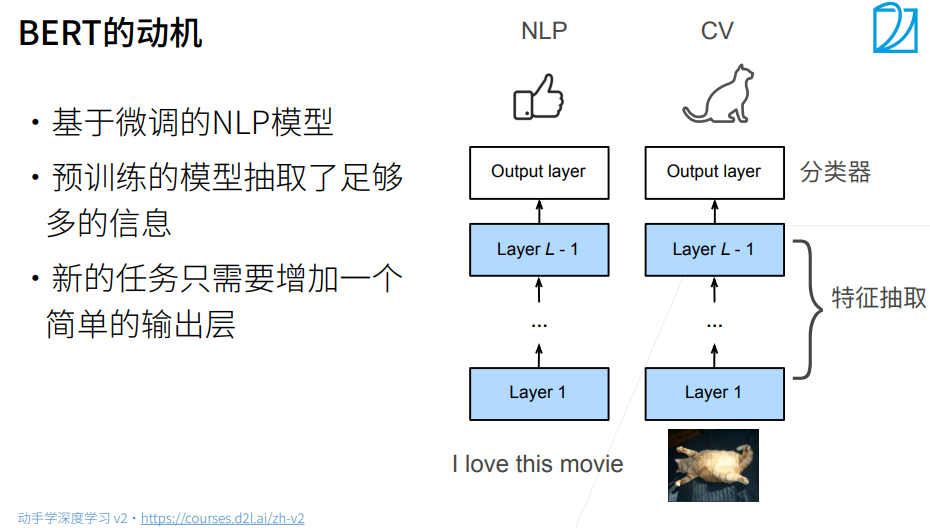 BERT的动机
• 基于微调的NLP模型
• 预训练的模型抽取了足够
多的信息
• 新的任务只需要增加一个
简单的输出层
NLP
CV
Output layer
Output layer
分类器
Layer L - 1
Layer L - 1
特征抽取
...
...
Layer 1
Layer 1
I love this movie
动手学深度学习 v2 • https://courses.d2l.ai/zh-v2